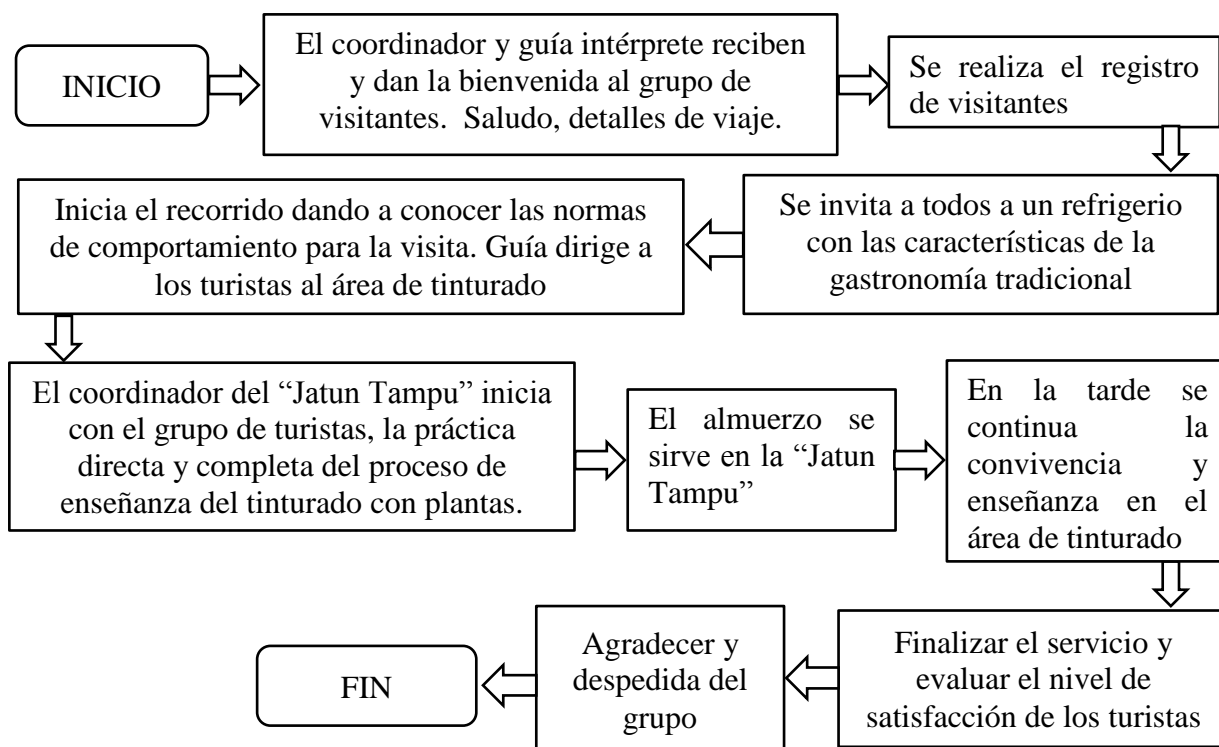 INICIO
El coordinador y guía intérprete reciben
y dan la bienvenida al grupo de
visitantes. Saludo, detalles de viaje.
Se realiza el registro
de visitantes
Se invita a todos a un refrigerio
con las características de la
gastronomía tradicional
Inicia el recorrido dando a conocer las normas
de comportamiento para la visita. Guía dirige a
los turistas al área de tinturado
El coordinador del “Jatun Tampu” inicia
con el grupo de turistas, la práctica
directa y completa del proceso de
enseñanza del tinturado con plantas.
El almuerzo se
sirve en la “Jatun
Tampu”
En la tarde se
continua la
convivencia y
enseñanza en el
área de tinturado
Finalizar el servicio y
evaluar el nivel de
satisfacción de los turistas
Agradecer y
despedida del
grupo
FIN